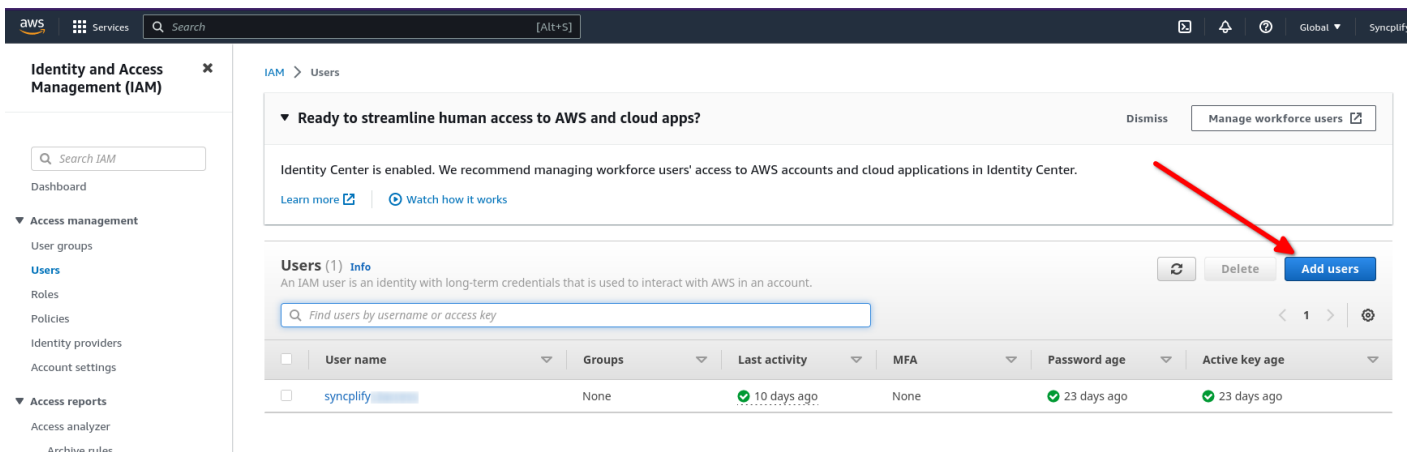 aws Services Search [Alt+S] Global Syncplify
Identity and Access
Management (IAM)
Search IAM
Dashboard
Access management
User groups
Users
Roles
Policies
Identity providers
Account settings
Access reports
Access analyzer
Archive rules
IAM > Users
Ready to streamline human access to AWS and cloud apps? Dismiss Manage workforce users
Identity Center is enabled. We recommend managing workforce users' access to AWS accounts and cloud applications in Identity Center.
Learn more Watch how it works
Users (1) Info Delete Add users
An IAM user is an identity with long-term credentials that is used to interact with AWS in an account.
Find users by username or access key 1
User name Groups Last activity MFA Password age Active key age
syncplify None 10 days ago None 23 days ago 23 days ago